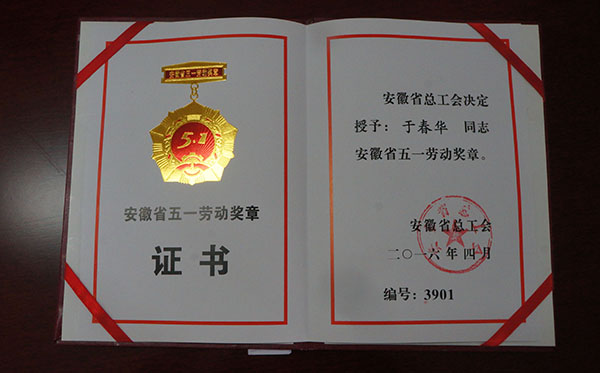 安徽省五一劳动奖章
5.1
安徽省五一劳动奖章
证书
安徽省总工会决定
授予：于春华 同志
安徽省五一劳动奖章。
安徽省总工会
二〇一六年四月
编号：3901